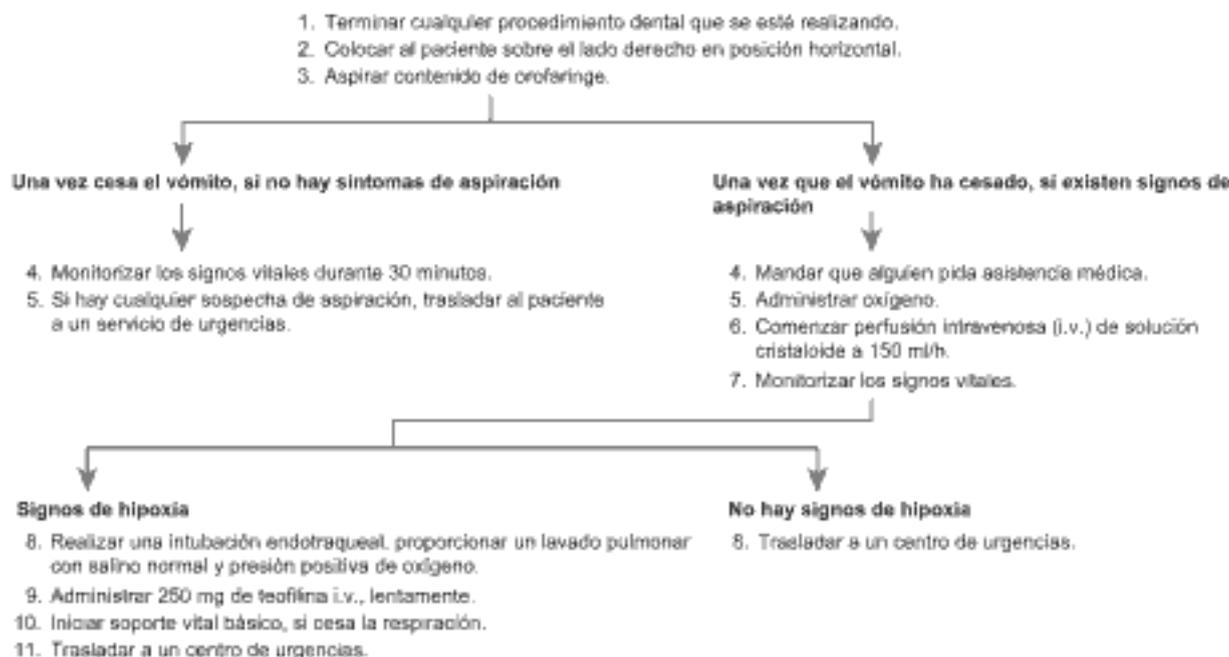 1. Terminar cualquier procedimiento dental que se esté realizando.
2. Colocar al paciente sobre el lado derecho en posición horizontal.
3. Aspirar contenido de orofaringe.
Una vez cesa el vómito, si no hay síntomas de aspiración
Una vez que el vómito ha cesado, si existen signos de
aspiración
4. Monitorizar los signos vitales durante 30 minutos.
5. Si hay cualquier sospecha de aspiración, trasladar al paciente
a un servicio de urgencias.
4. Mandar que alguien pida asistencia médica.
5. Administrar oxígeno.
6. Comenzar perfusión intravenosa (i.v.) de solución
cristaloide a 150 ml/h.
7. Monitorizar los signos vitales.
Signos de hipoxia
8. Realizar una intubación endotraqueal, proporcionar un lavado pulmonar
con salino normal y presión positiva de oxígeno.
9. Administrar 250 mg de teofilina i.v., lentamente.
10. Iniciar soporte vital básico, si cesa la respiración.
11. Trasladar a un centro de urgencias.
No hay signos de hipoxia
8. Trasladar a un centro de urgencias.